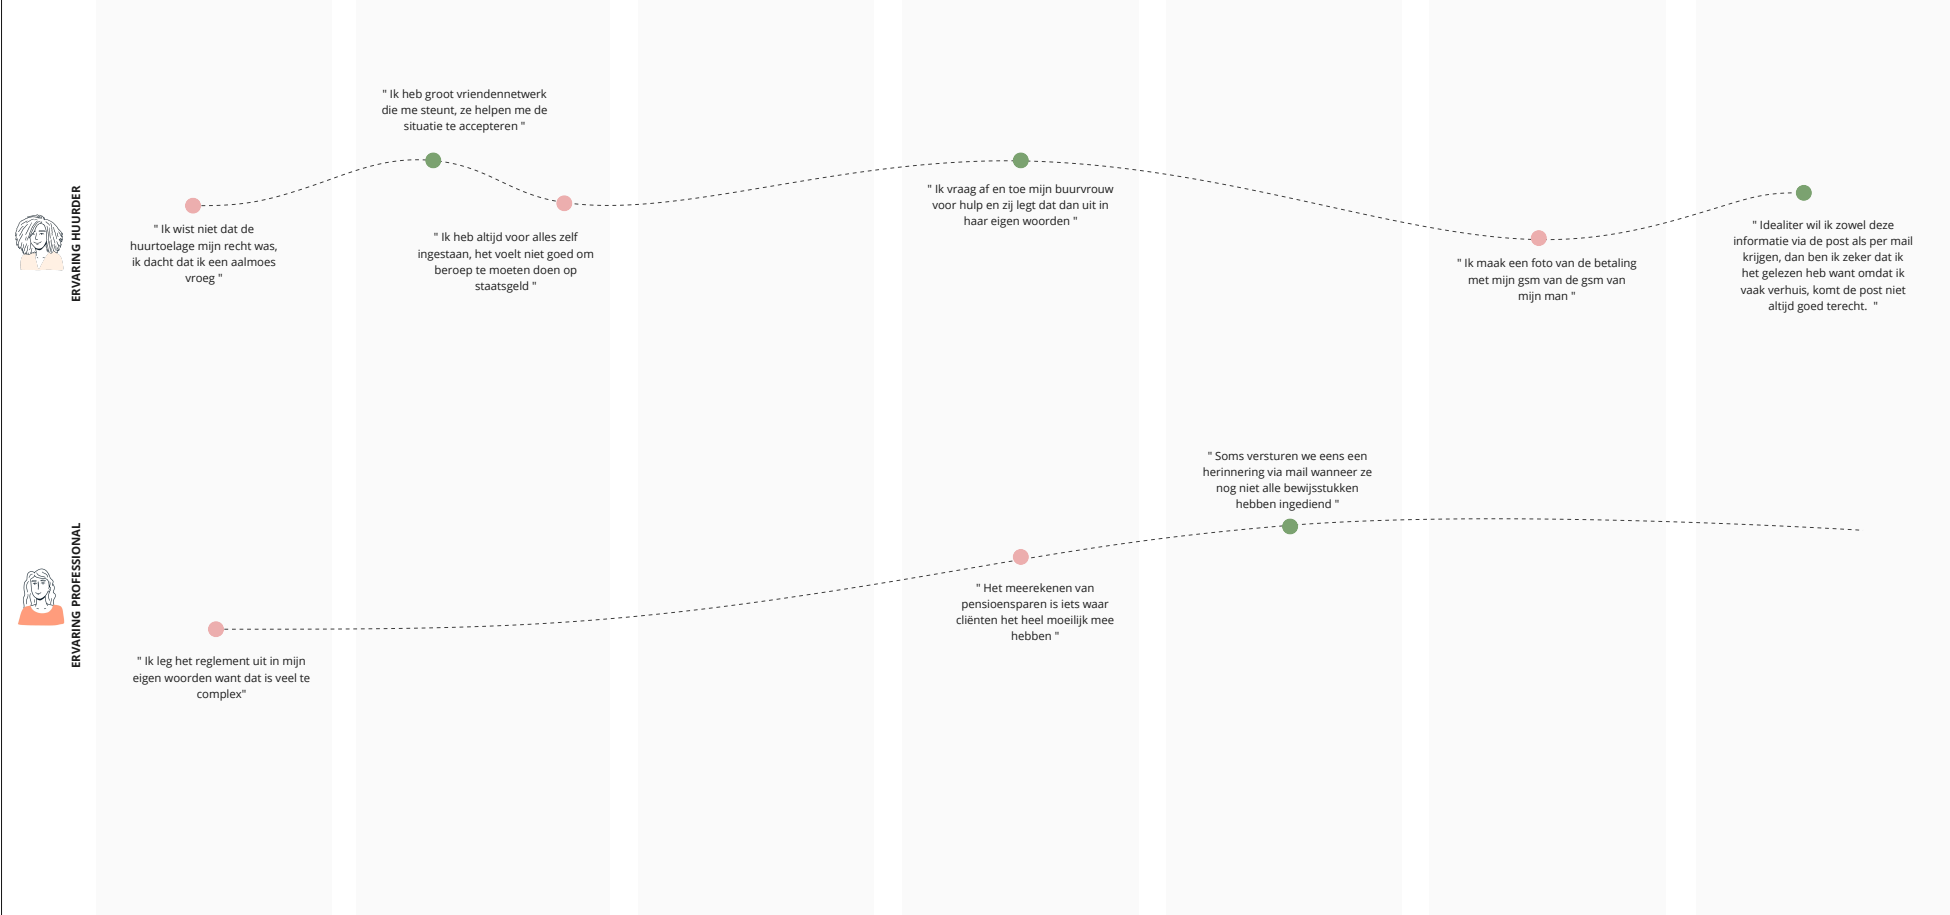 ERVARING HUURDER
" Ik wist niet dat de
huurtoelage mijn recht was,
ik dacht dat ik een aalmoes
vroeg "
" Ik heb groot vriendennetwerk
die me steunt, ze helpen me de
situatie te accepteren "
" Ik heb altijd voor alles zelf
ingestaan, het voelt niet goed om
beroep te moeten doen op
staatsgeld "
" Ik vraag af en toe mijn buurvrouw
voor hulp en zij legt dat dan uit in
haar eigen woorden "
" Ik maak een foto van de betaling
met mijn gsm van de gsm van
mijn man "
" Idealiter wil ik zowel deze
informatie via de post als per mail
krijgen, dan ben ik zeker dat ik
het gelezen heb want omdat ik
vaak verhuis, komt de post niet
altijd goed terecht.  "
ERVARING PROFESSIONAL
" Ik leg het reglement uit in mijn
eigen woorden want dat is veel te
complex"
" Het meerekenen van
pensioensparen is iets waar
cliënten het heel moeilijk mee
hebben "
" Soms versturen we eens een
herinnering via mail wanneer ze
nog niet alle bewijsstukken
hebben ingediend "